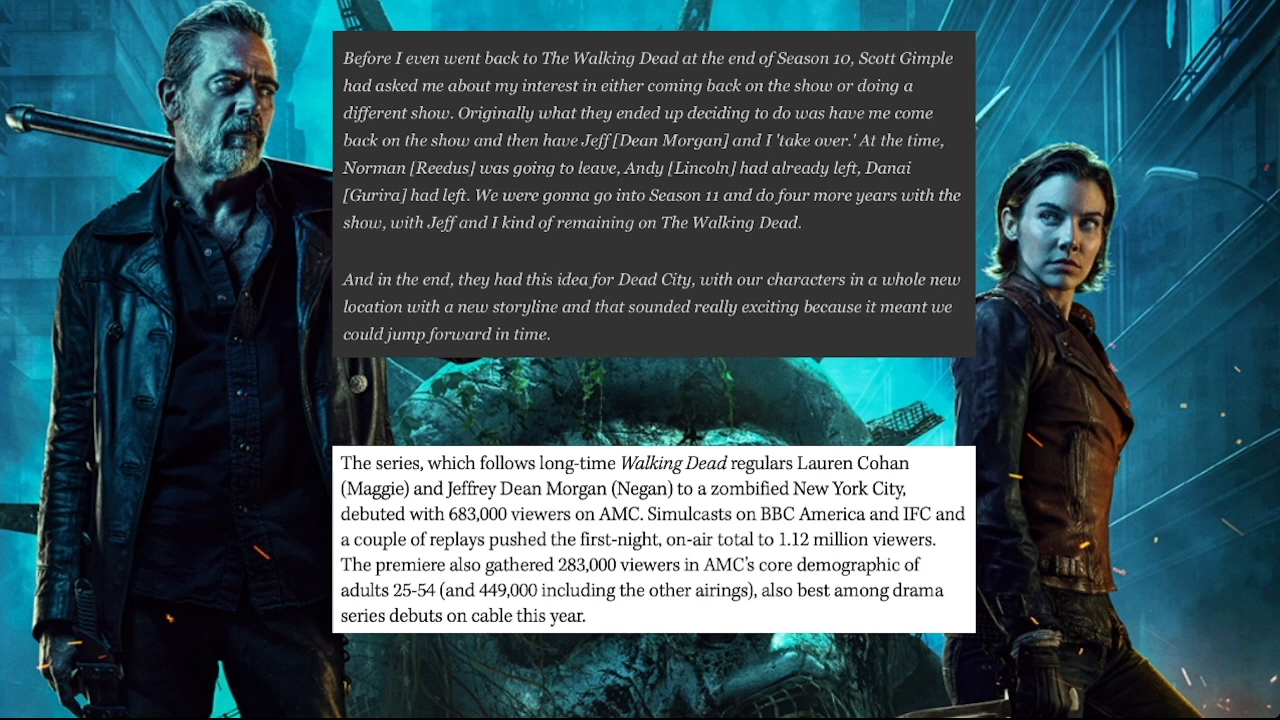 Before I even went back to The Walking Dead at the end of Season 10, Scott Gimple
had asked me about my interest in either coming back on the show or doing a
different show. Originally what they ended up deciding to do was have me come
back on the show and then have Jeff [Dean Morgan] and I 'take over.' At the time,
Norman [Reedus] was going to leave, Andy [Lincoln] had already left, Danai
[Gurira] had left. We were gonna go into Season 11 and do four more years with the
show, with Jeff and I kind of remaining on The Walking Dead.
And in the end, they had this idea for Dead City, with our characters in a whole new
location with a new storyline and that sounded really exciting because it meant we
could jump forward in time.
The series, which follows long-time Walking Dead regulars Lauren Cohan
(Maggie) and Jeffrey Dean Morgan (Negan) to a zombified New York City,
debuted with 683,000 viewers on AMC. Simulcasts on BBC America and IFC and
a couple of replays pushed the first-night, on-air total to 1.12 million viewers.
The premiere also gathered 283,000 viewers in AMC’s core demographic of
adults 25-54 (and 449,000 including the other airings), also best among drama
series debuts on cable this year.